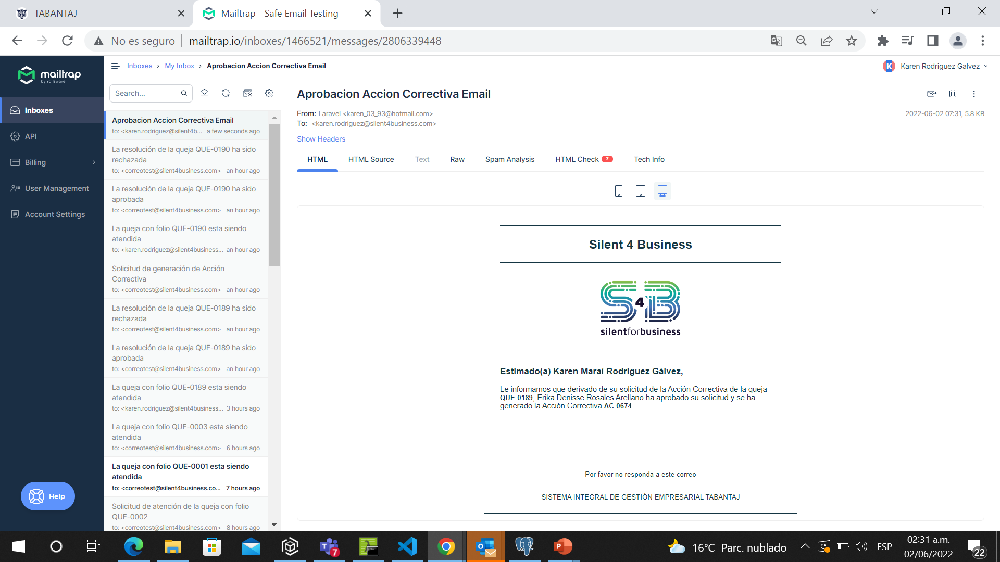 TABANTAJ
Mailtrap - Safe Email Testing
No es seguro
mailtrap.io/inboxes/1466521/messages/2806339448
mailtrap
by railsware
Inboxes
API
Billing
User Management
Account Settings
Help
Inboxes › My Inbox › Aprobacion Accion Correctiva Email
K Karen Rodriguez Galvez
Search...
Aprobacion Accion Correctiva Email
to: <karen.rodriguez@silent4b... a few seconds ago
La resolución de la queja QUE-0190 ha sido
rechazada
to: <correotest@silent4business.com> an hour ago
La resolución de la queja QUE-0190 ha sido
aprobada
to: <correotest@silent4business.com> an hour ago
La queja con folio QUE-0190 esta siendo
atendida
to: <karen.rodriguez@silent4business... an hour ago
Solicitud de generación de Acción
Correctiva
to: <correotest@silent4business.com> an hour ago
La resolución de la queja QUE-0189 ha sido
rechazada
to: <correotest@silent4business.com> an hour ago
La resolución de la queja QUE-0189 ha sido
aprobada
to: <correotest@silent4business.com> an hour ago
La queja con folio QUE-0189 esta siendo
atendida
to: <karen.rodriguez@silent4business... 3 hours ago
La queja con folio QUE-0003 esta siendo
atendida
to: <correotest@silent4business.com> 6 hours ago
La queja con folio QUE-0001 esta siendo
atendida
to: <correotest@silent4business.co... 7 hours ago
Solicitud de atención de la queja con folio
QUE-0002
to: <correotest@silent4business.com> 8 hours ago
Aprobacion Accion Correctiva Email
From: Laravel <karen_03_93@hotmail.com>
2022-06-02 07:31, 5.8 KB
To: <karen.rodriguez@silent4business.com>
Show Headers
HTML HTML Source Text Raw Spam Analysis HTML Check 7 Tech Info
Silent 4 Business
S4B
silentforbusiness
Estimado(a) Karen Maraí Rodriguez Gálvez,
Le informamos que derivado de su solicitud de la Acción Correctiva de la queja
QUE-0189, Erika Denisse Rosales Arellano ha aprobado su solicitud y se ha
generado la Acción Correctiva AC-0674.
Por favor no responda a este correo
SISTEMA INTEGRAL DE GESTIÓN EMPRESARIAL TABANTAJ
7
16°C Parc. nublado
ESP
02:31 a.m.
02/06/2022
22